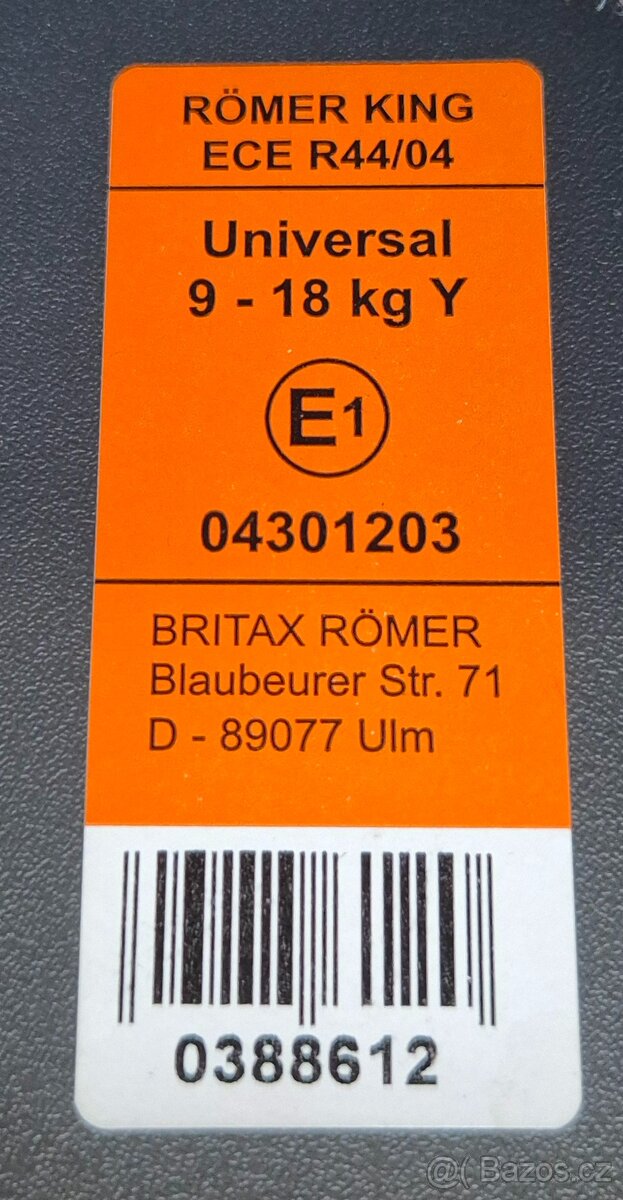 RÖMER KING
ECE R44/04
Universal
9 - 18 kg Y
E1
04301203
BRITAX RÖMER
Blaubeurer Str. 71
D - 89077 Ulm
0388612
@( Bazos.cz